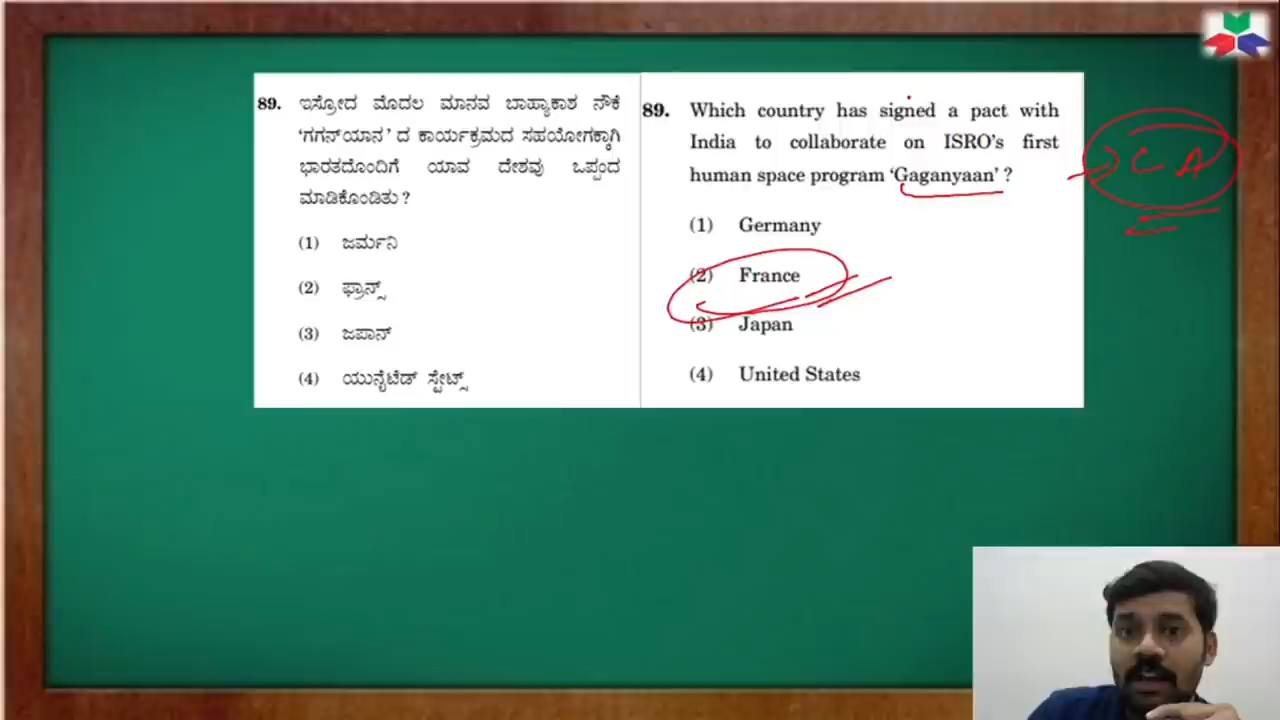 89. ಇಸ್ರೋದ ಮೊದಲ ಮಾನವ ಬಾಹ್ಯಾಕಾಶ ನೌಕೆ
‘ಗಗನ್‌ಯಾನ’ ದ ಕಾರ್ಯಕ್ರಮದ ಸಹಯೋಗಕ್ಕಾಗಿ
ಭಾರತದೊಂದಿಗೆ ಯಾವ ದೇಶವು ಒಪ್ಪಂದ
ಮಾಡಿಕೊಂಡಿತು ?
(1) ಜರ್ಮನಿ
(2) ಫ್ರಾನ್ಸ್
(3) ಜಪಾನ್
(4) ಯುನೈಟೆಡ್ ಸ್ಟೇಟ್ಸ್
89. Which country has signed a pact with
India to collaborate on ISRO’s first
human space program ‘Gaganyaan’ ?
(1) Germany
(2) France
(3) Japan
(4) United States
C A